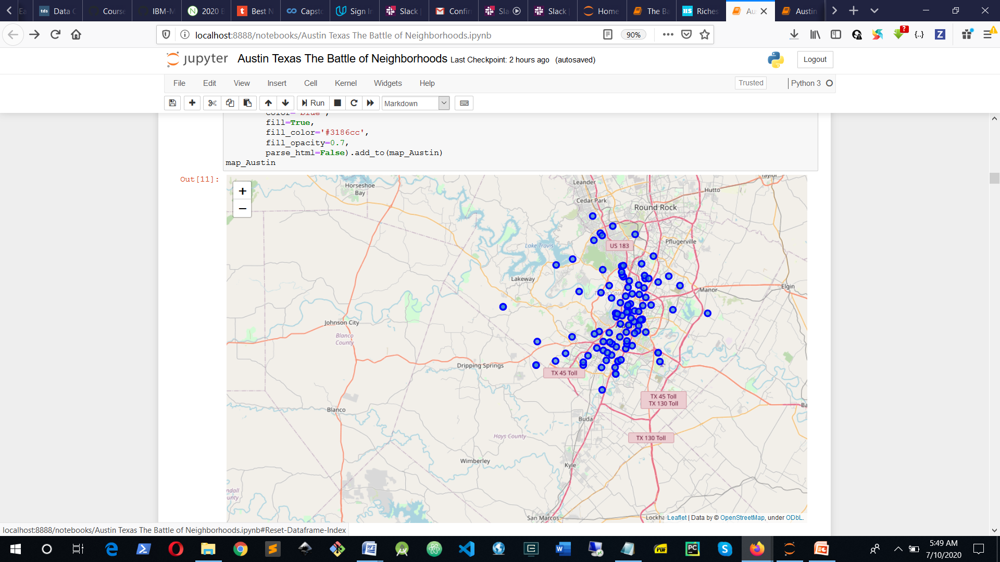 Ea
Data C
Course
IBM-M
2020 E
Best N
Capsto
Sign In
Slack |
Confir
Sla
Slack |
Home
The Ba
Riches
Au
Austin
localhost:8888/notebooks/Austin Texas The Battle of Neighborhoods.ipynb
90%
jupyter Austin Texas The Battle of Neighborhoods Last Checkpoint: 2 hours ago (autosaved)
Logout
File Edit View Insert Cell Kernel Widgets Help
Trusted
Python 3
Run
Markdown
color='blue',
fill=True,
fill_color='#3186cc',
fill_opacity=0.7,
parse_html=False).add_to(map_Austin)
map_Austin
Out[11]:
+
−
Horseshoe
Bay
Leander
Taylor
Hutto
Cedar Park
Round Rock
Pflugerville
Lake Travis
US 183
Lakeway
Elgin
Manor
Johnson City
Blanco
County
Dripping Springs
TX 45 Toll
TX 45 Toll
TX 130 Toll
Ba
Blanco
Buda
Hays County
TX 130 Toll
Wimberley
Kyle
ndall
unty
San Marcos
Lockha
Leaflet | Data by © OpenStreetMap, under ODbL.
localhost:8888/notebooks/Austin Texas The Battle of Neighborhoods.ipynb#Reset-Dataframe-Index
5:49 AM
7/10/2020